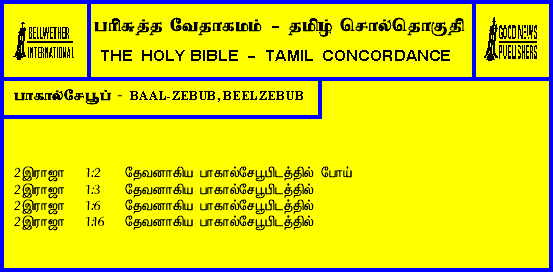 BELLWETHER
INTERNATIONAL
பரிசுத்த வேதாகமம் - தமிழ் சொல்தொகுதி
THE HOLY BIBLE - TAMIL CONCORDANCE
GOOD NEWS
PUBLISHERS
பாகால்சேபூப் - BAAL-ZEBUB,BEELZEBUB
2இராஜா 1:2 தேவனாகிய பாகால்சேபூபிடத்தில் போய்
2இராஜா 1:3 தேவனாகிய பாகால்சேபூபிடத்தில்
2இராஜா 1:6 தேவனாகிய பாகால்சேபூபிடத்தில்
2இராஜா 1:16 தேவனாகிய பாகால்சேபூபிடத்தில்